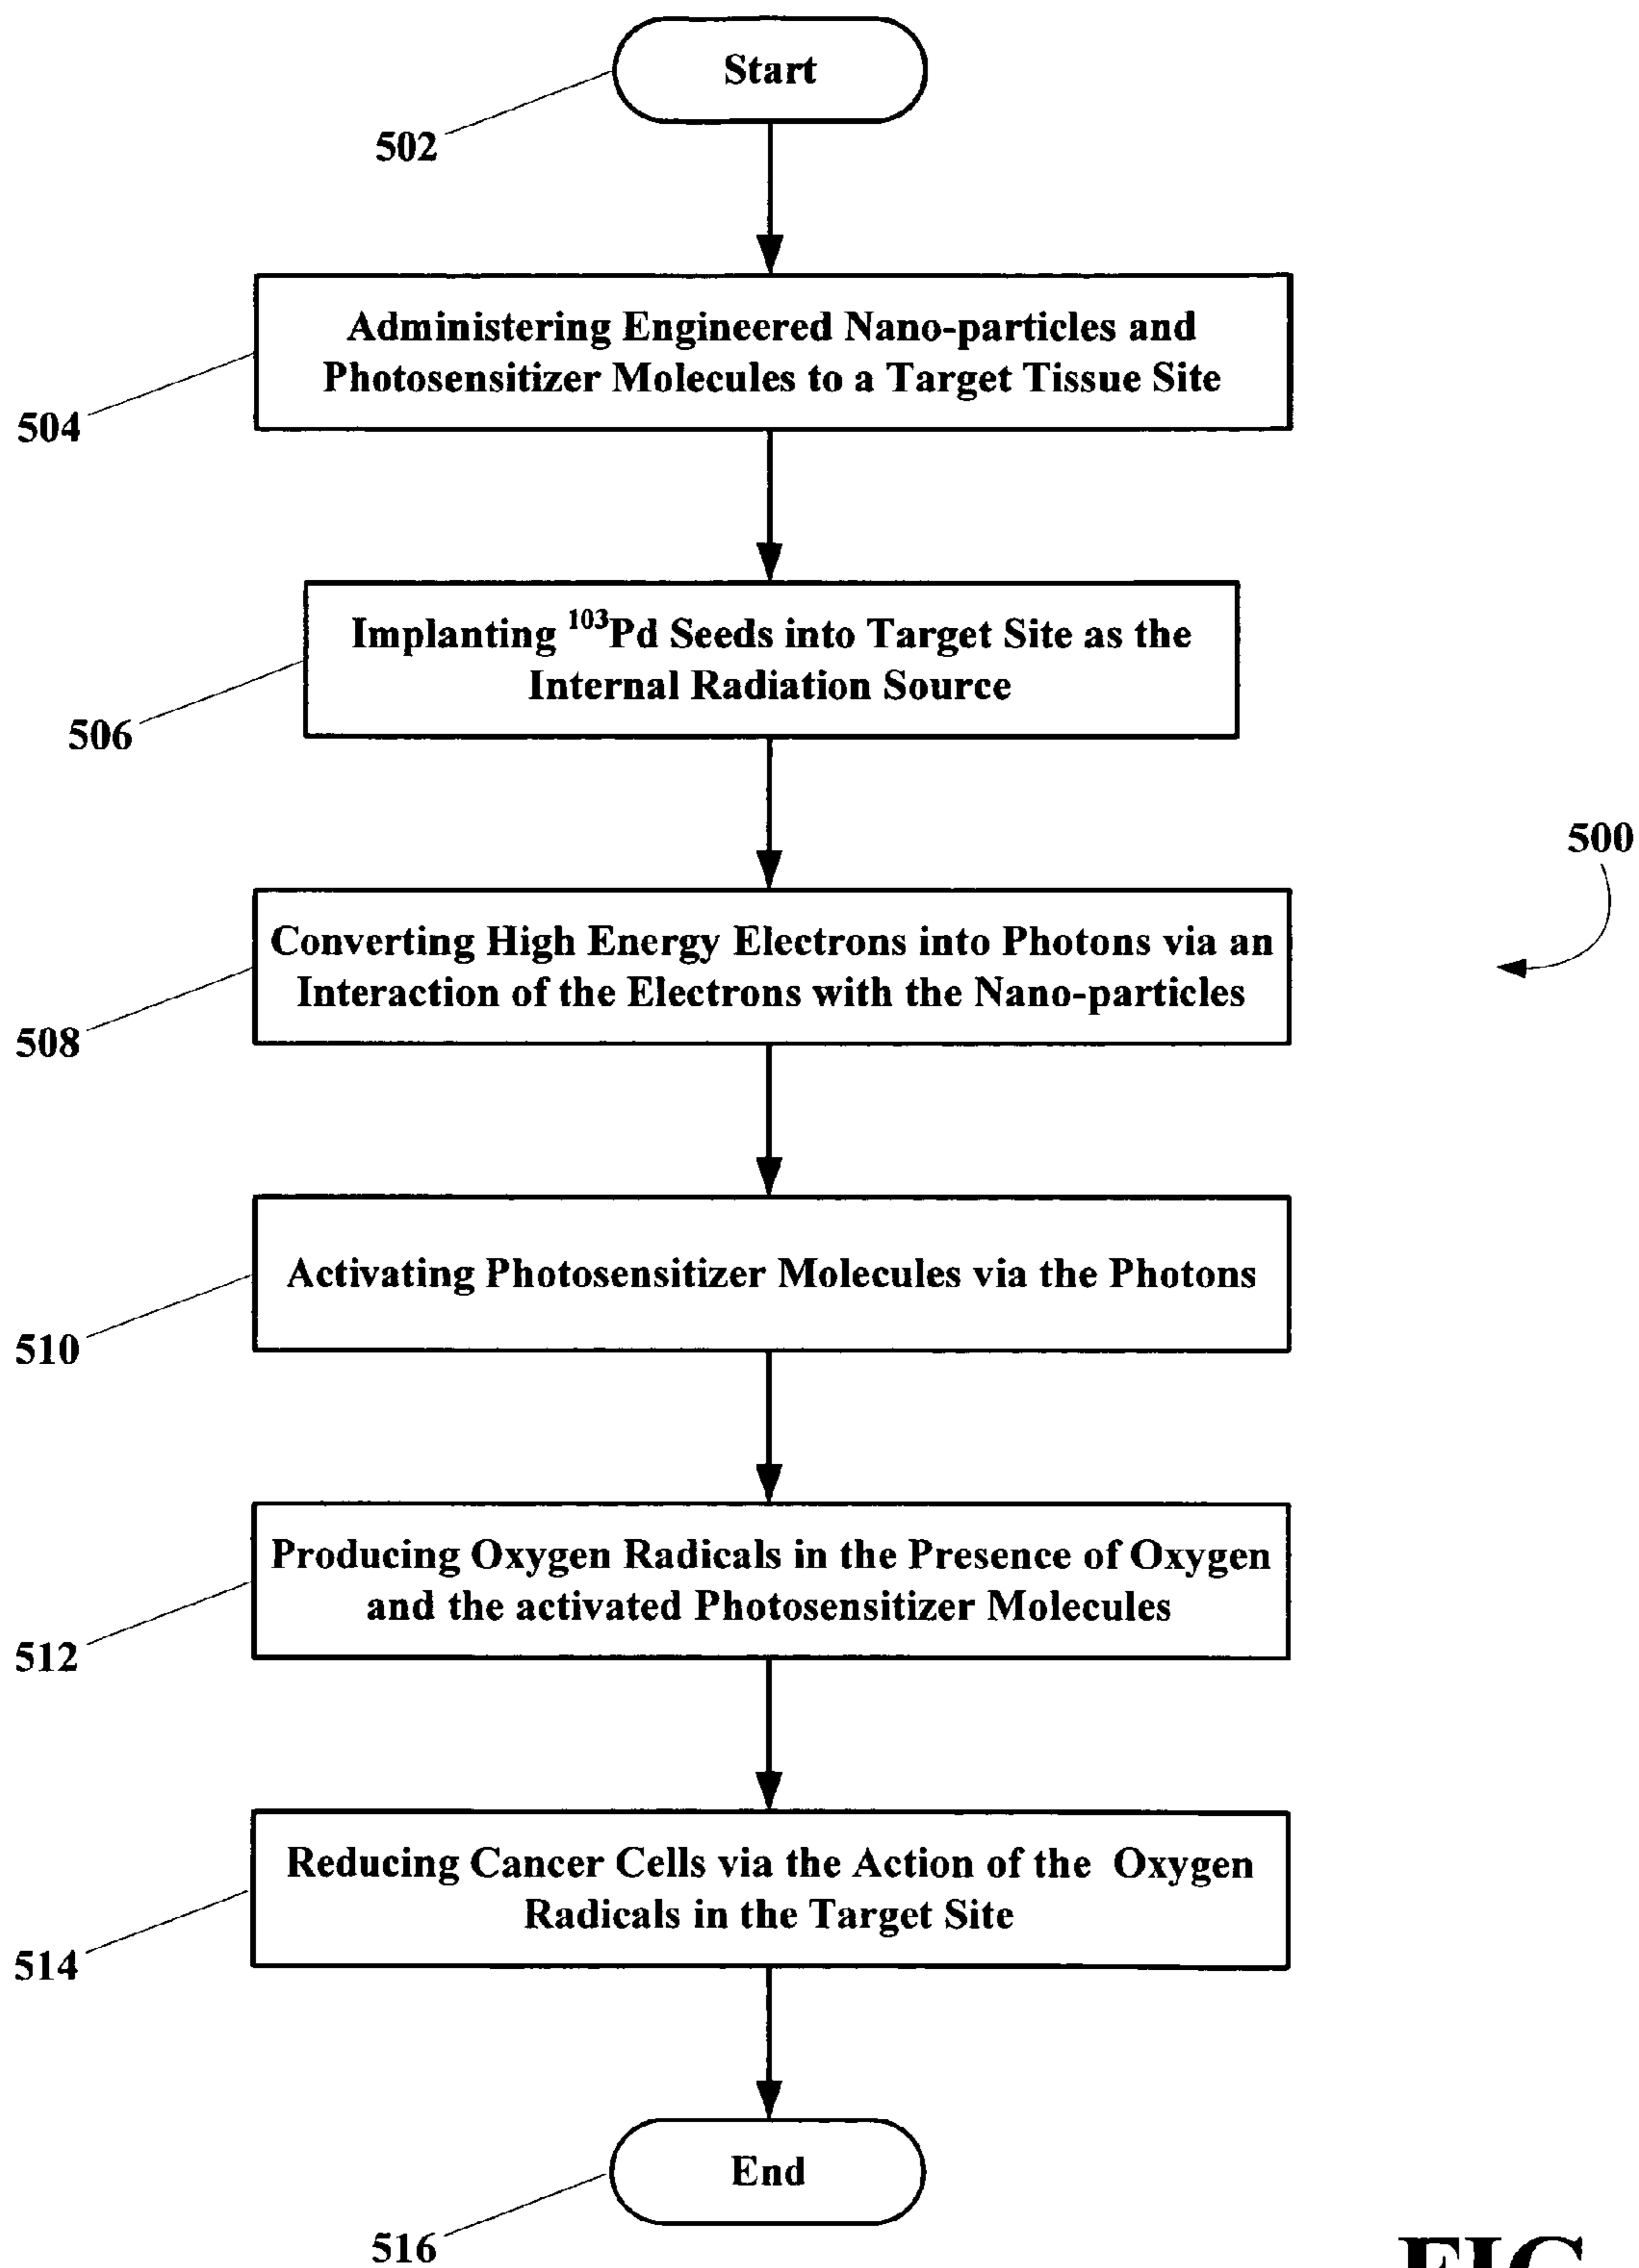 Start
502
Administering Engineered Nano-particles and
Photosensitizer Molecules to a Target Tissue Site
504
Implanting ¹⁰³Pd Seeds into Target Site as the
Internal Radiation Source
506
500
Converting High Energy Electrons into Photons via an
Interaction of the Electrons with the Nano-particles
508
Activating Photosensitizer Molecules via the Photons
510
Producing Oxygen Radicals in the Presence of Oxygen
and the activated Photosensitizer Molecules
512
Reducing Cancer Cells via the Action of the Oxygen
Radicals in the Target Site
514
End
516